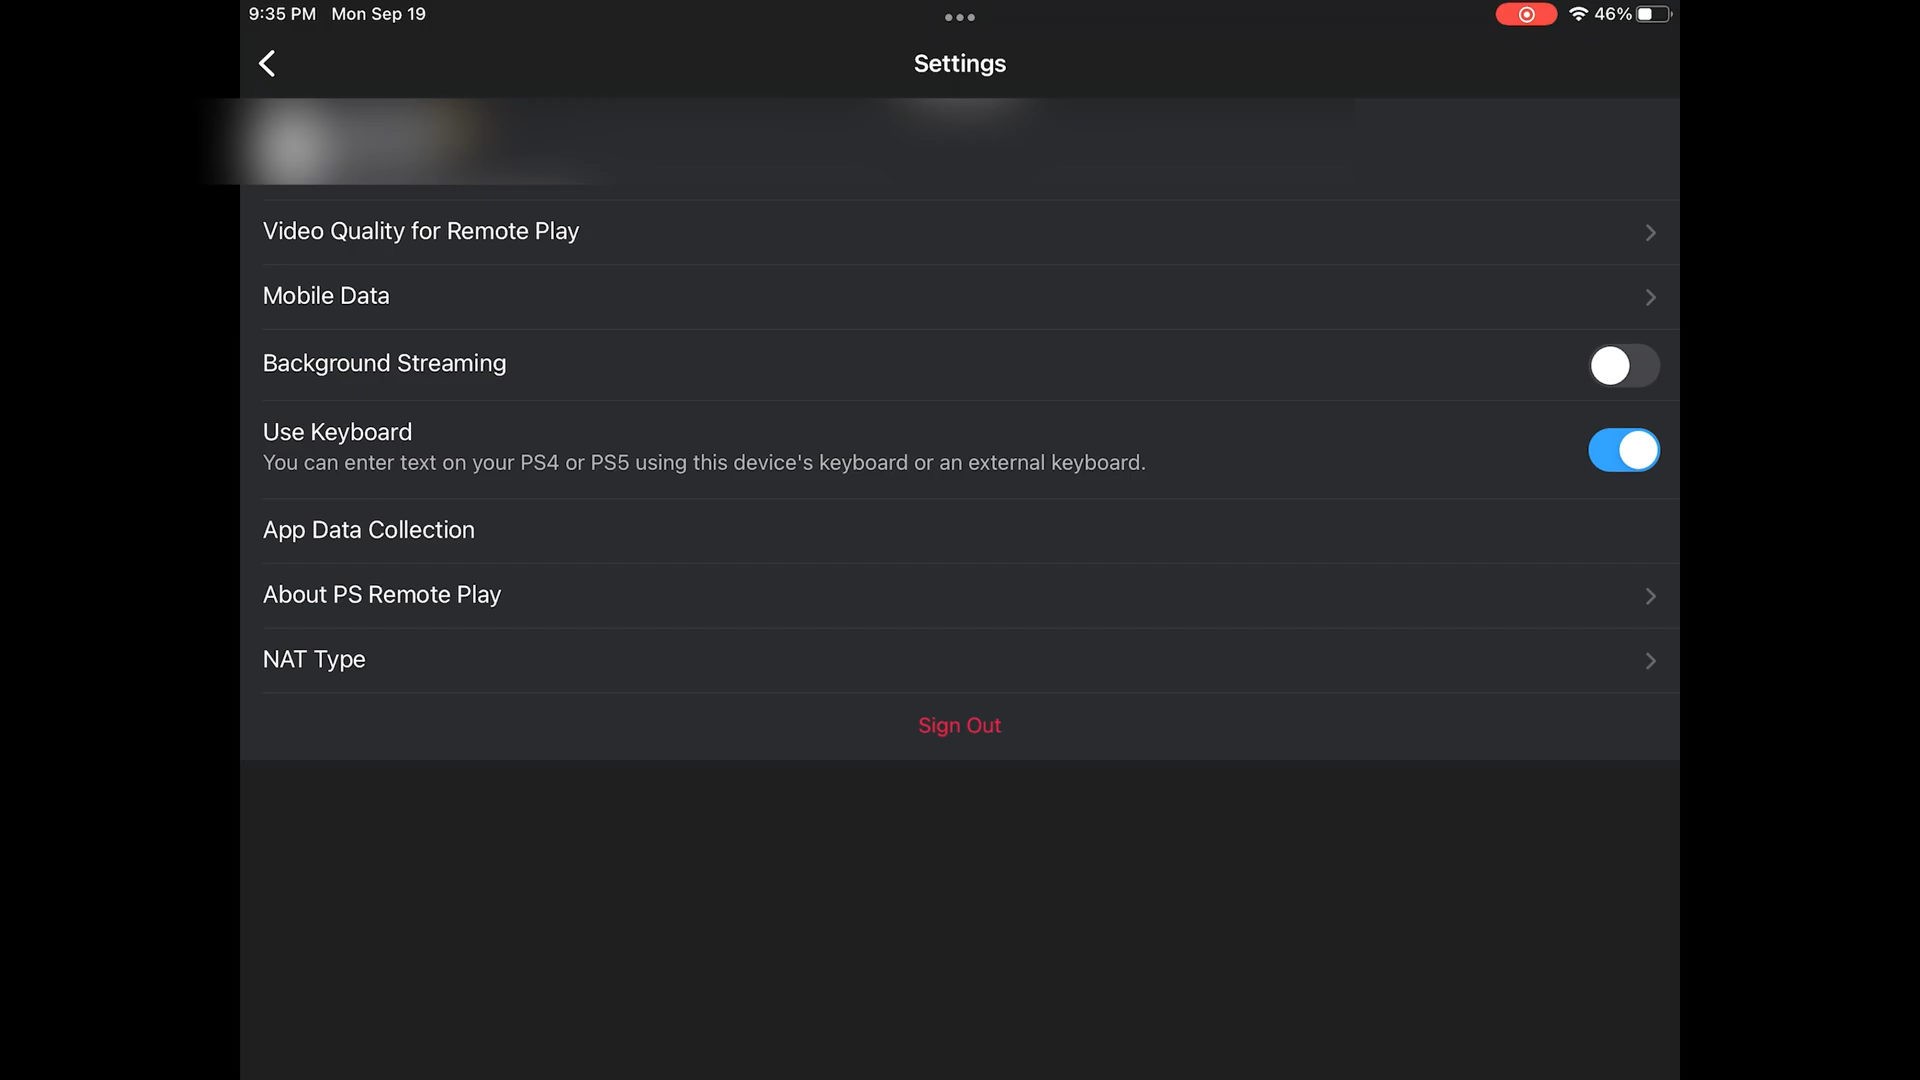 9:35 PM Mon Sep 19
46%
Settings
Video Quality for Remote Play
Mobile Data
Background Streaming
Use Keyboard
You can enter text on your PS4 or PS5 using this device's keyboard or an external keyboard.
App Data Collection
About PS Remote Play
NAT Type
Sign Out